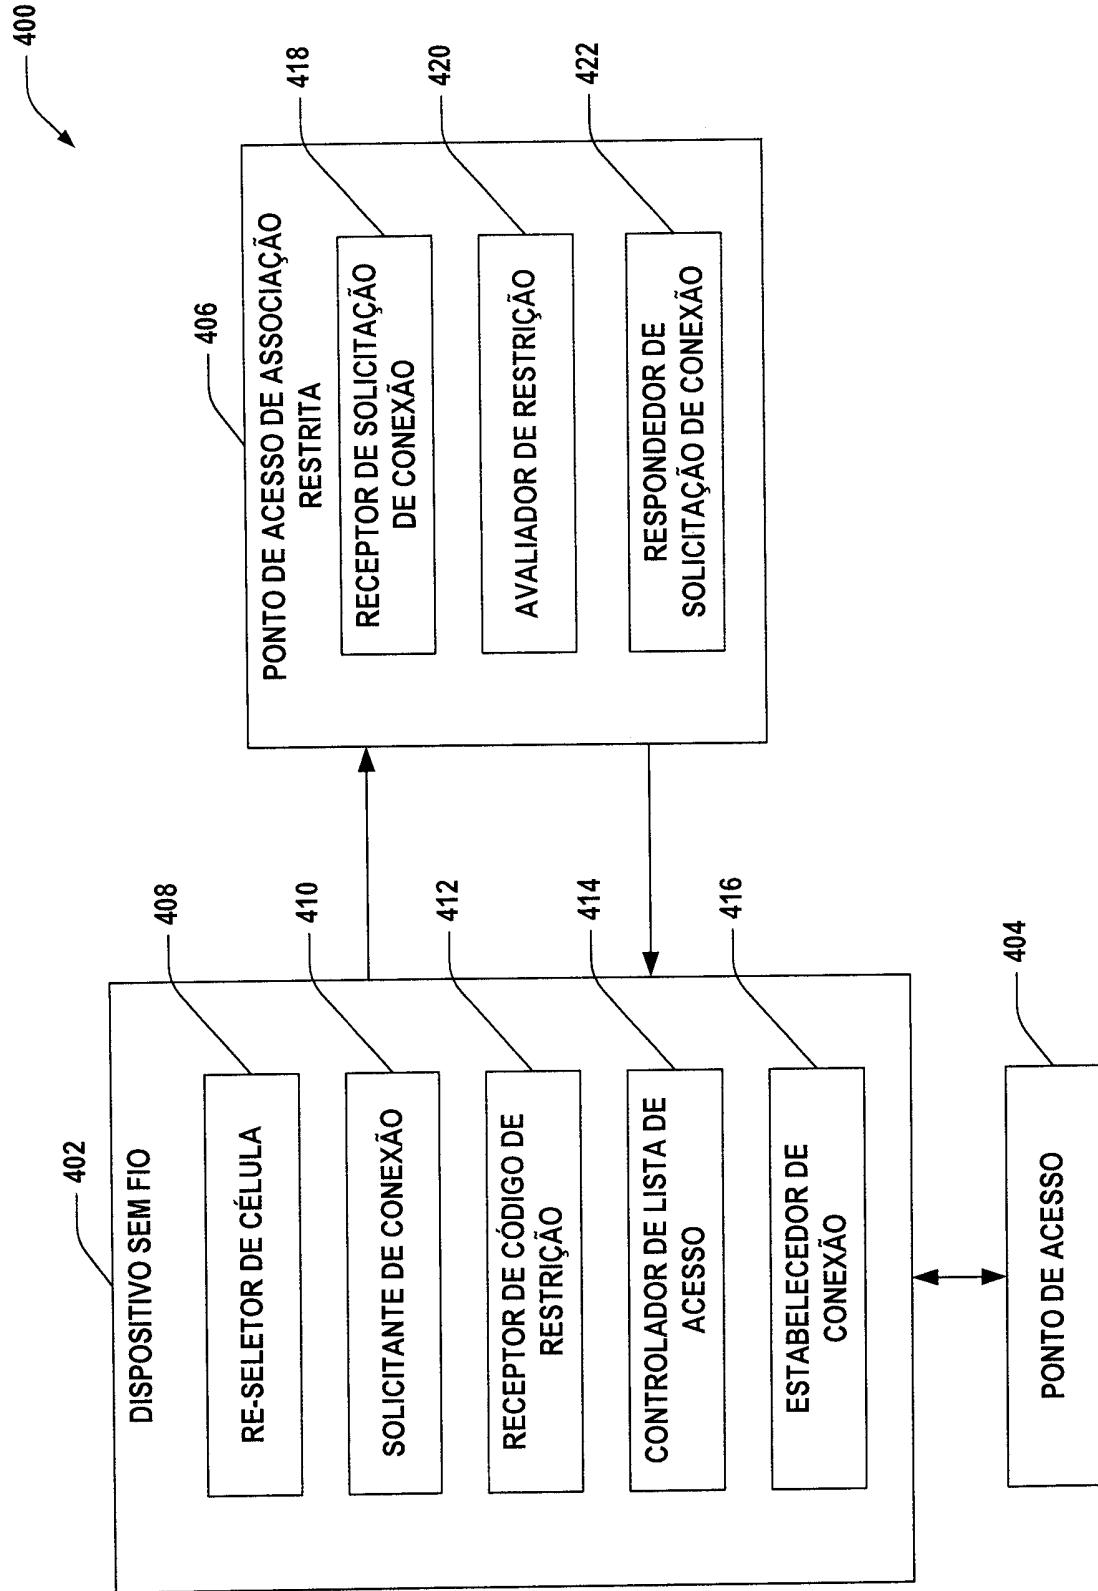 400
402
DISPOSITIVO SEM FIO
408
RE-SELETOR DE CÉLULA
410
SOLICITANTE DE CONEXÃO
412
RECEPTOR DE CÓDIGO DE
RESTRIÇÃO
414
CONTROLADOR DE LISTA DE
ACESSO
416
ESTABELECEDOR DE
CONEXÃO
404
PONTO DE ACESSO
406
PONTO DE ACESSO DE ASSOCIAÇÃO
RESTRITA
418
RECEPTOR DE SOLICITAÇÃO
DE CONEXÃO
420
AVALIADOR DE RESTRIÇÃO
422
RESPONDEDOR DE
SOLICITAÇÃO DE CONEXÃO